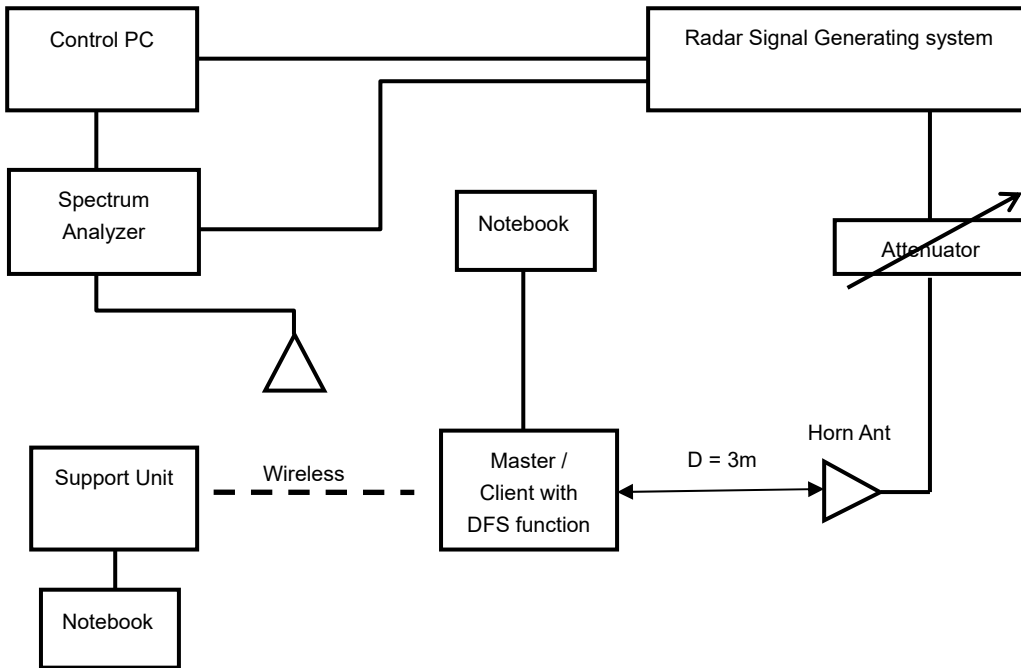 Control PC
Radar Signal Generating system
Spectrum
Analyzer
Notebook
Attenuator
Horn Ant
Support Unit
Wireless
Master /
Client with
DFS function
D = 3m
Notebook